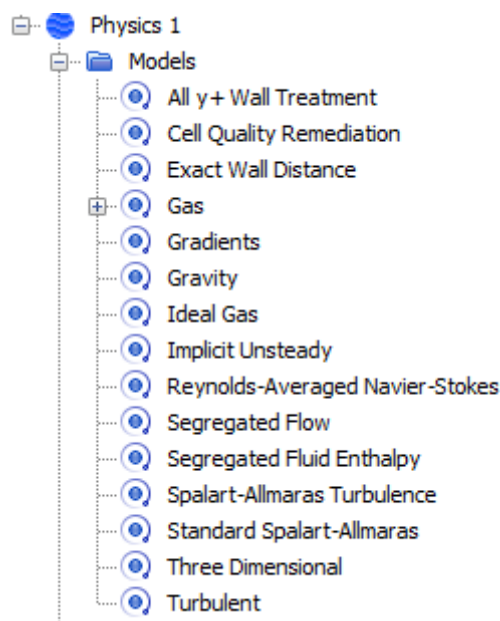 Physics 1
Models
All y+ Wall Treatment
Cell Quality Remediation
Exact Wall Distance
Gas
Gradients
Gravity
Ideal Gas
Implicit Unsteady
Reynolds-Averaged Navier-Stokes
Segregated Flow
Segregated Fluid Enthalpy
Spalart-Allmaras Turbulence
Standard Spalart-Allmaras
Three Dimensional
Turbulent